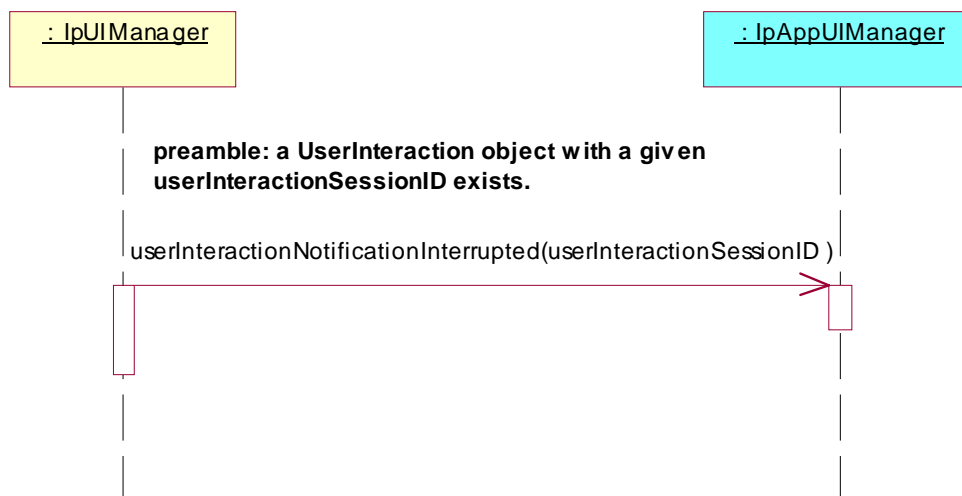 : IpUIManager
: IpAppUIManager
preamble: a UserInteraction object with a given
userInteractionSessionID exists.
userInteractionNotificationInterrupted(userInteractionSessionID )